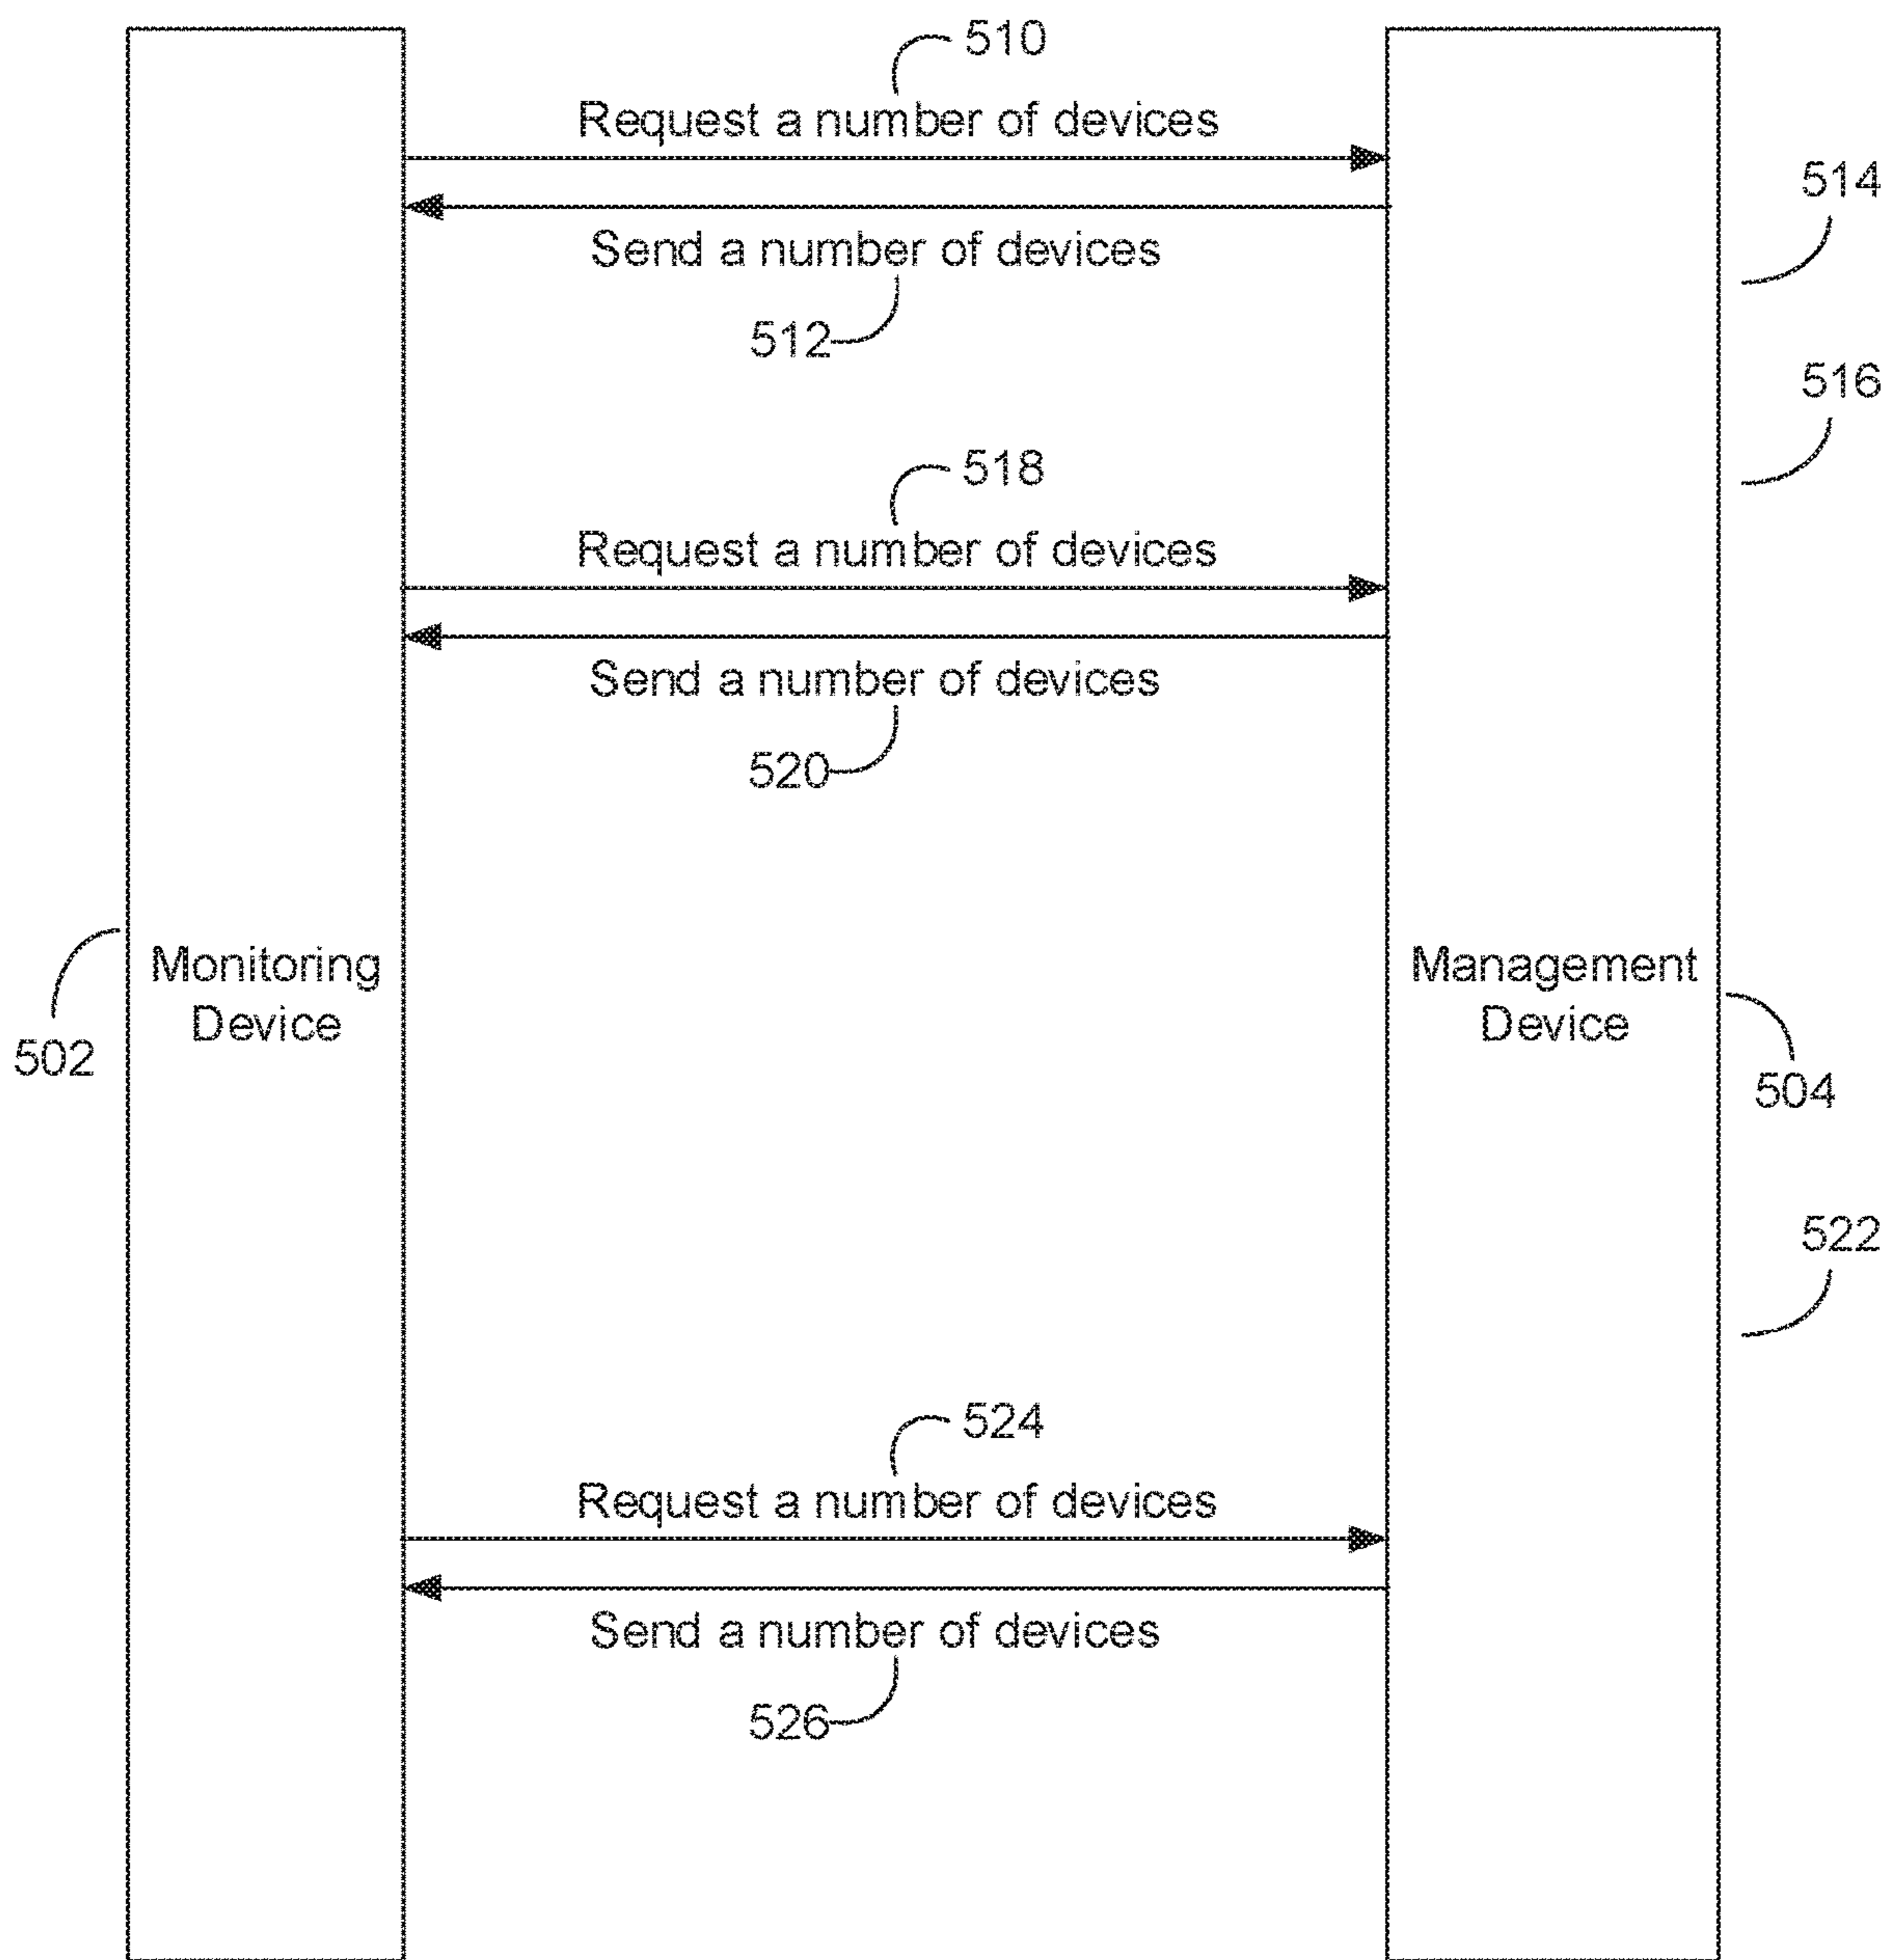 510
Request a number of devices
514
Send a number of devices
512
516
518
Request a number of devices
Send a number of devices
520
Monitoring
Device
502
Management
Device
504
522
524
Request a number of devices
Send a number of devices
526